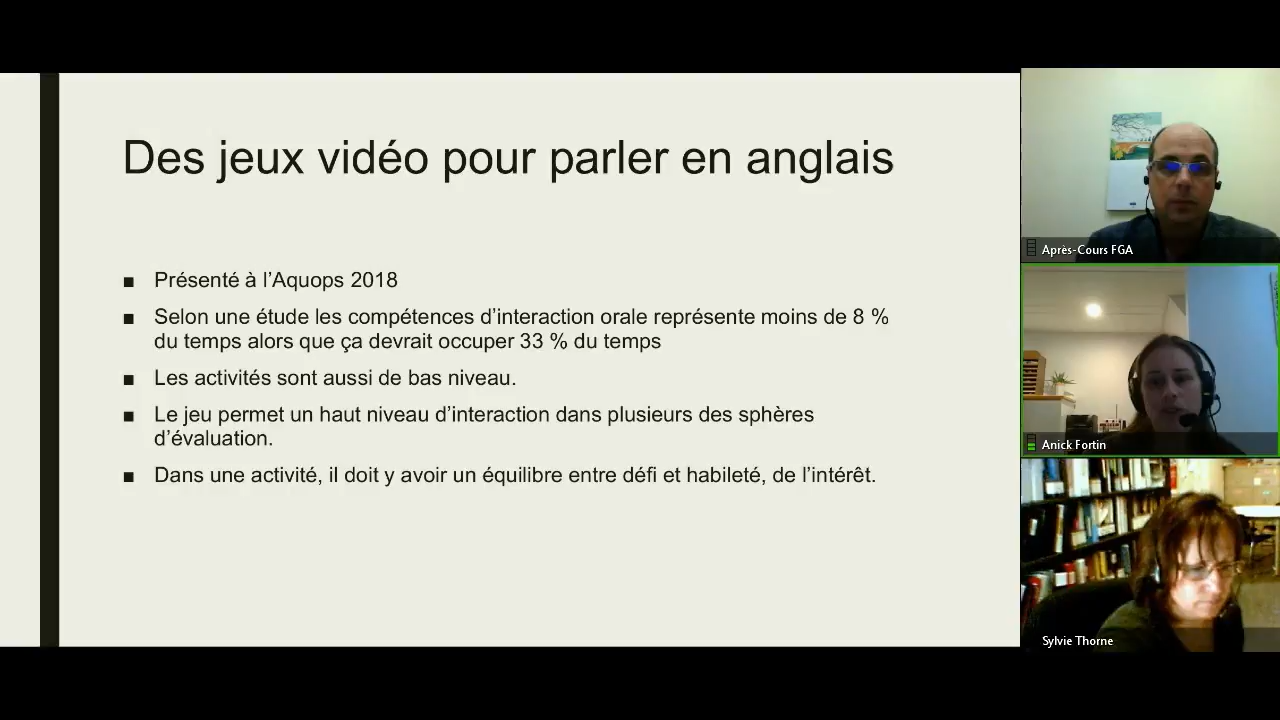 Des jeux vidéo pour parler en anglais
■ Présenté à l'Aquops 2018
■ Selon une étude les compétences d'interaction orale représente moins de 8 %
du temps alors que ça devrait occuper 33 % du temps
■ Les activités sont aussi de bas niveau.
■ Le jeu permet un haut niveau d'interaction dans plusieurs des sphères
d'évaluation.
■ Dans une activité, il doit y avoir un équilibre entre défi et habileté, de l'intérêt.
Après-Cours FGA
Anick Fortin
Sylvie Thorne